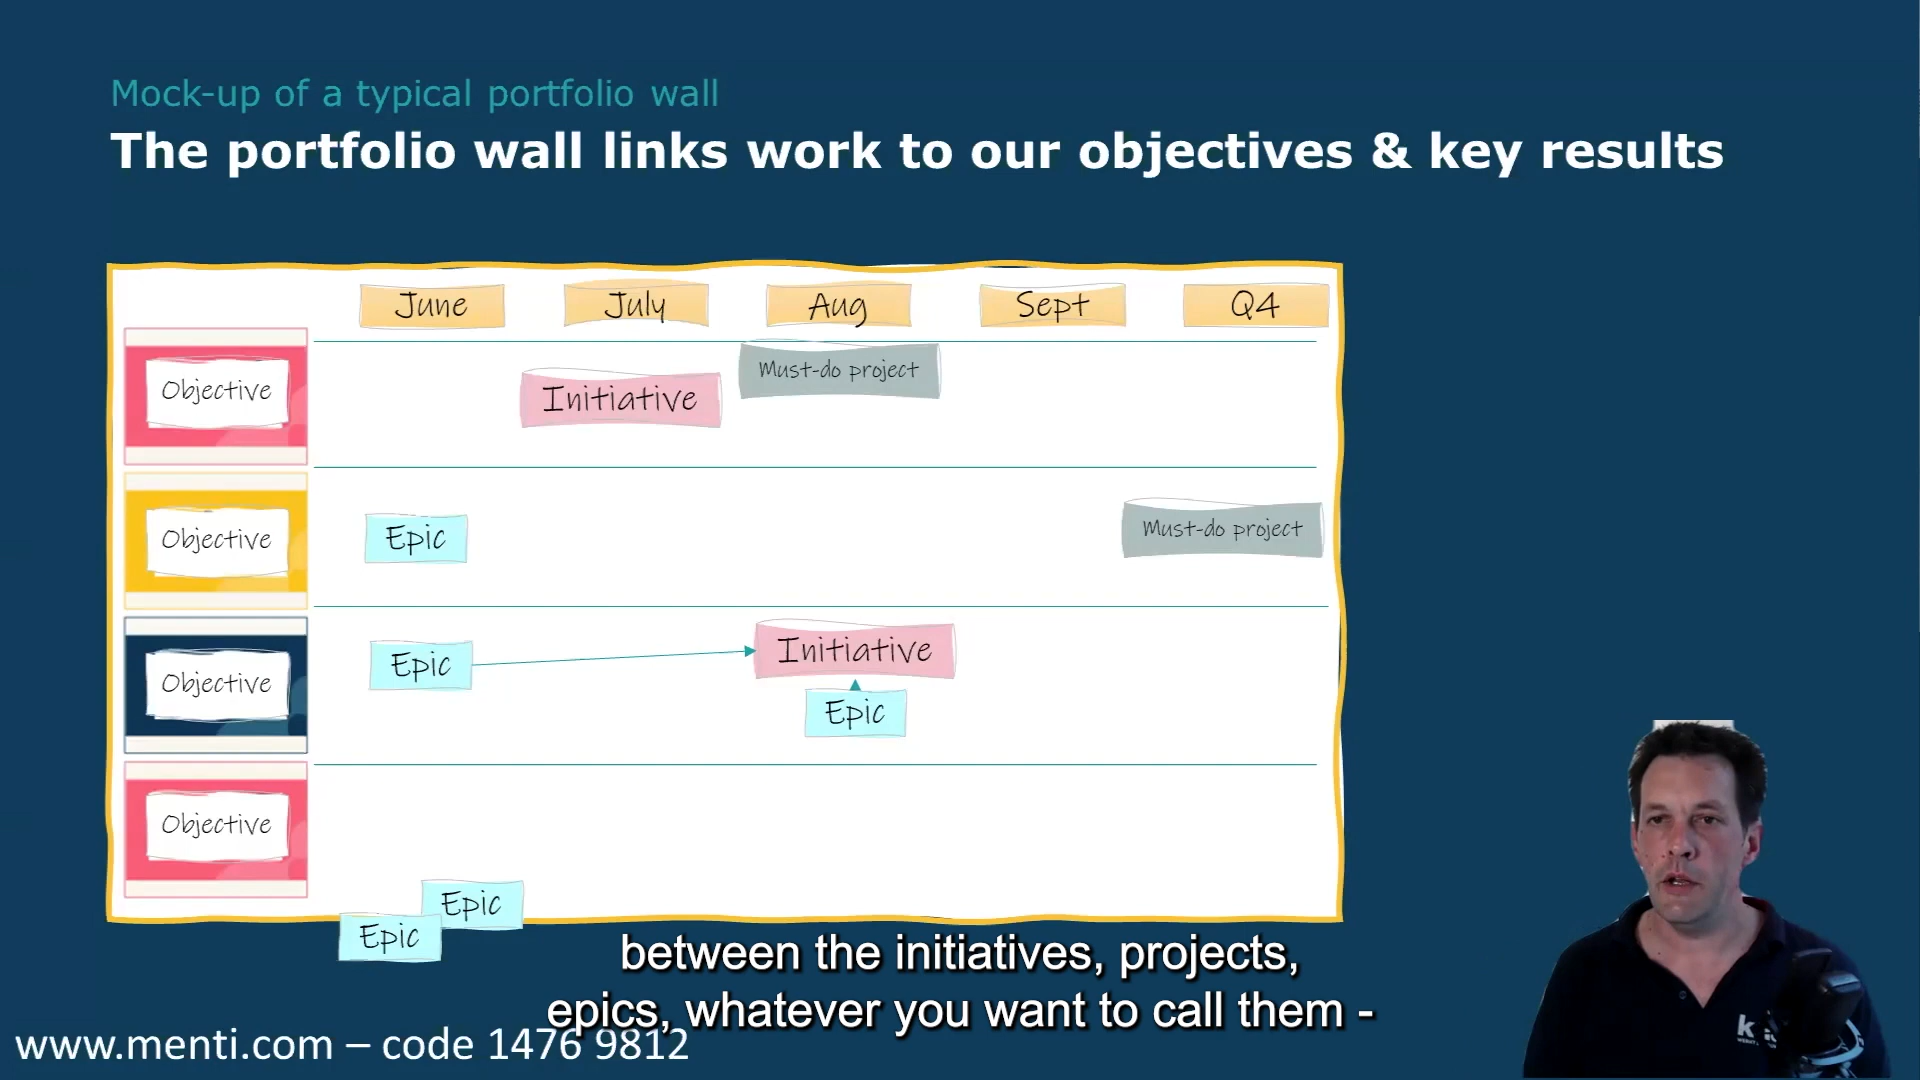 Mock-up of a typical portfolio wall
The portfolio wall links work to our objectives & key results
June July Aug Sept Q4
Objective
Initiative
Must-do project
Objective
Epic
Must-do project
Objective
Epic
Initiative
Epic
Objective
Epic
Epic
between the initiatives, projects,
epics, whatever you want to call them -
www.menti.com – code 1476 9812